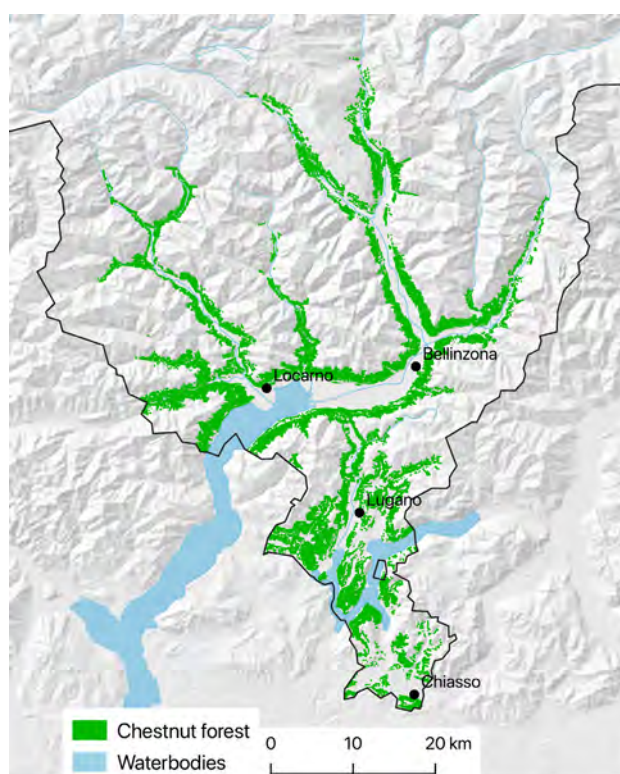 Bellinzona
Locarno
Lugano
Chiasso
Chestnut forest
Waterbodies
0 10 20 km